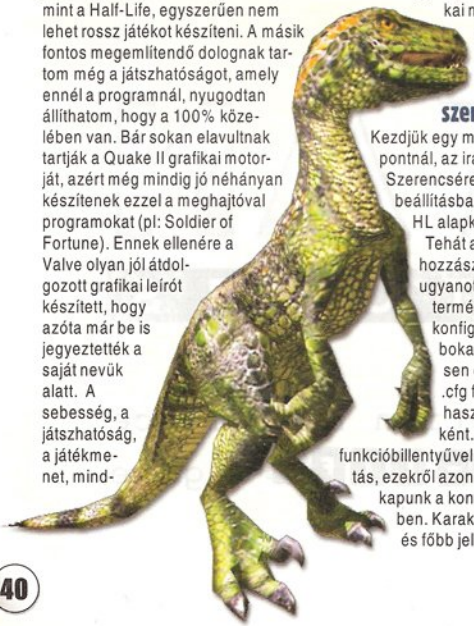 mint a Half-Life, egyszerűen nem
lehet rossz játékot készíteni. A másik
fontos megemlítendő dolognak tar-
tom még a játszhatóságot, amely
ennél a programnál, nyugodtan
állíthatom, hogy a 100% köze-
lében van. Bár sokan elavultnak
tartják a Quake II grafikai motor-
ját, azért még mindig jó néhányan
készítenek ezzel a meghajtóval
programokat (pl: Soldier of
Fortune). Ennek ellenére a
Valve olyan jól átdol-
gozott grafikai leírót
készített, hogy
azóta már be is
jegyeztették a
saját nevük
alatt. A
sebesség, a
játszhatóság,
a játékme-
net, mind-
40
kai
Kezdjük egy
pontnál, az
Szerencsére
beállításba
HL
Tehát a
hozzász
ugyanot
termé
konfig
boka
sen
.cfg
hasz
ként.
funkcióbillentyűvel
tás, ezekről azon
kapunk a kon
ben. Karak
és főbb jel